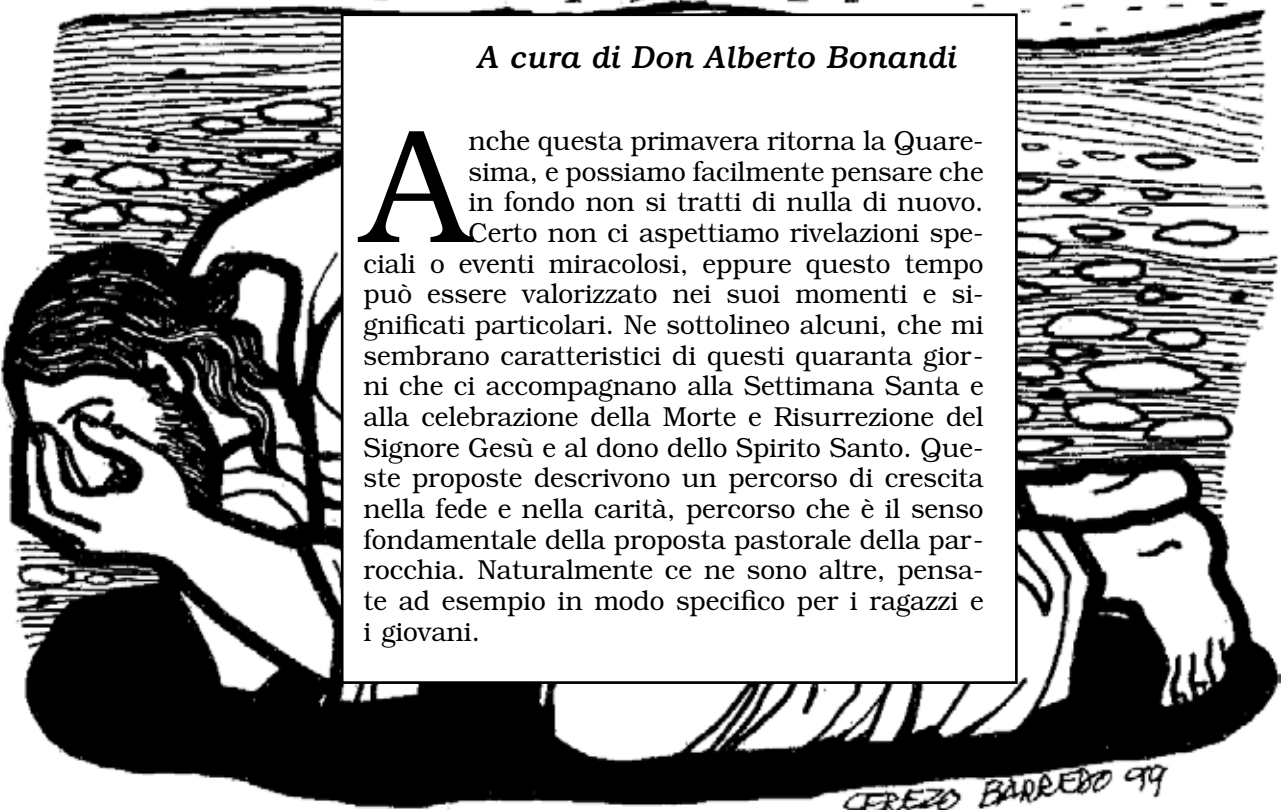 A cura di Don Alberto Bonandi
Anche questa primavera ritorna la Quare-
sima, e possiamo facilmente pensare che
in fondo non si tratti di nulla di nuovo.
Certo non ci aspettiamo rivelazioni spe-
ciali o eventi miracolosi, eppure questo tempo
può essere valorizzato nei suoi momenti e si-
gnificati particolari. Ne sottolineo alcuni, che mi
sembrano caratteristici di questi quaranta gior-
ni che ci accompagnano alla Settimana Santa e
alla celebrazione della Morte e Risurrezione del
Signore Gesù e al dono dello Spirito Santo. Que-
ste proposte descrivono un percorso di crescita
nella fede e nella carità, percorso che è il senso
fondamentale della proposta pastorale della par-
rocchia. Naturalmente ce ne sono altre, pensa-
te ad esempio in modo specifico per i ragazzi e
i giovani.
CEREZO BARREDO 99